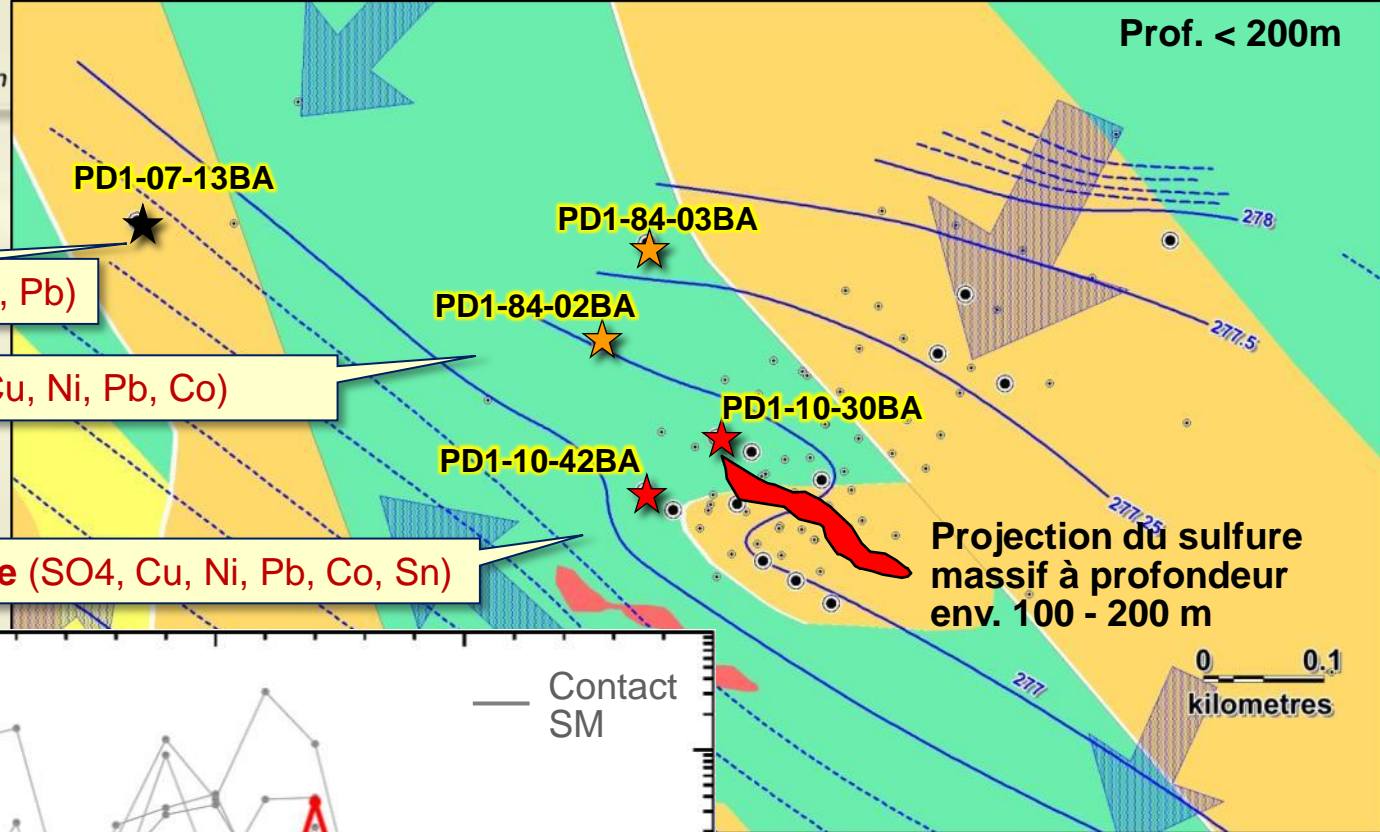 Prof. < 200m
n
PD1-07-13BA
PD1-84-03BA
278
, Pb)
PD1-84-02BA
277.5
u, Ni, Pb, Co)
PD1-10-30BA
PD1-10-42BA
277.25
Projection du sulfure
massif à profondeur
env. 100 - 200 m
e (SO4, Cu, Ni, Pb, Co, Sn)
0 0.1
kilometres
277
Contact
SM